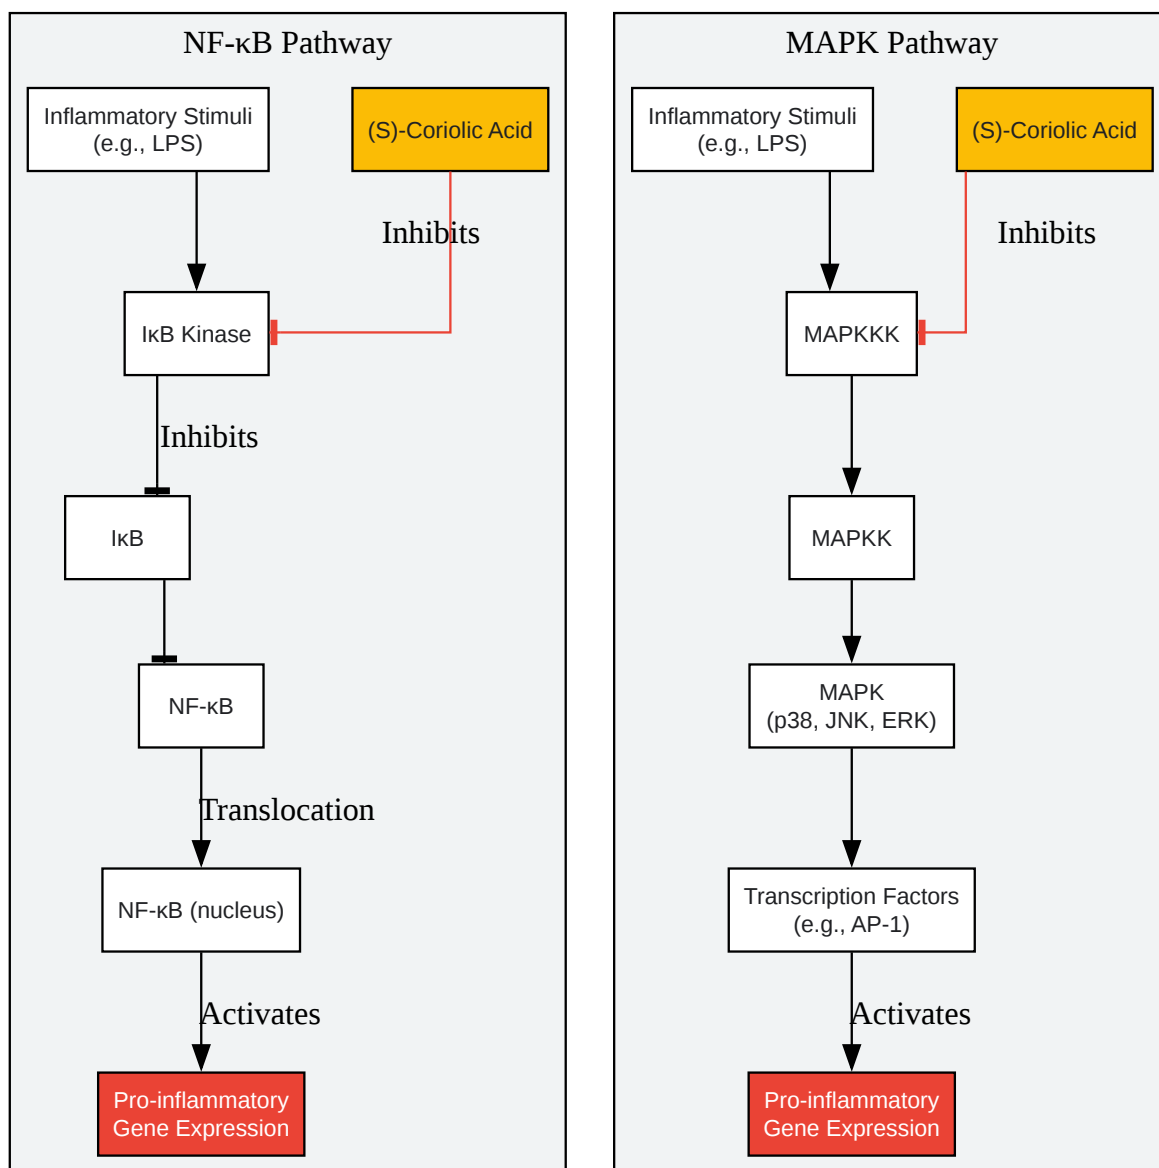 NF-κB Pathway
Inflammatory Stimuli
(e.g., LPS)
(S)-Coriolic Acid
Inhibits
IκB Kinase
Inhibits
IκB
NF-κB
Translocation
NF-κB (nucleus)
Activates
Pro-inflammatory
Gene Expression
MAPK Pathway
Inflammatory Stimuli
(e.g., LPS)
(S)-Coriolic Acid
Inhibits
MAPKKK
MAPKK
MAPK
(p38, JNK, ERK)
Transcription Factors
(e.g., AP-1)
Activates
Pro-inflammatory
Gene Expression